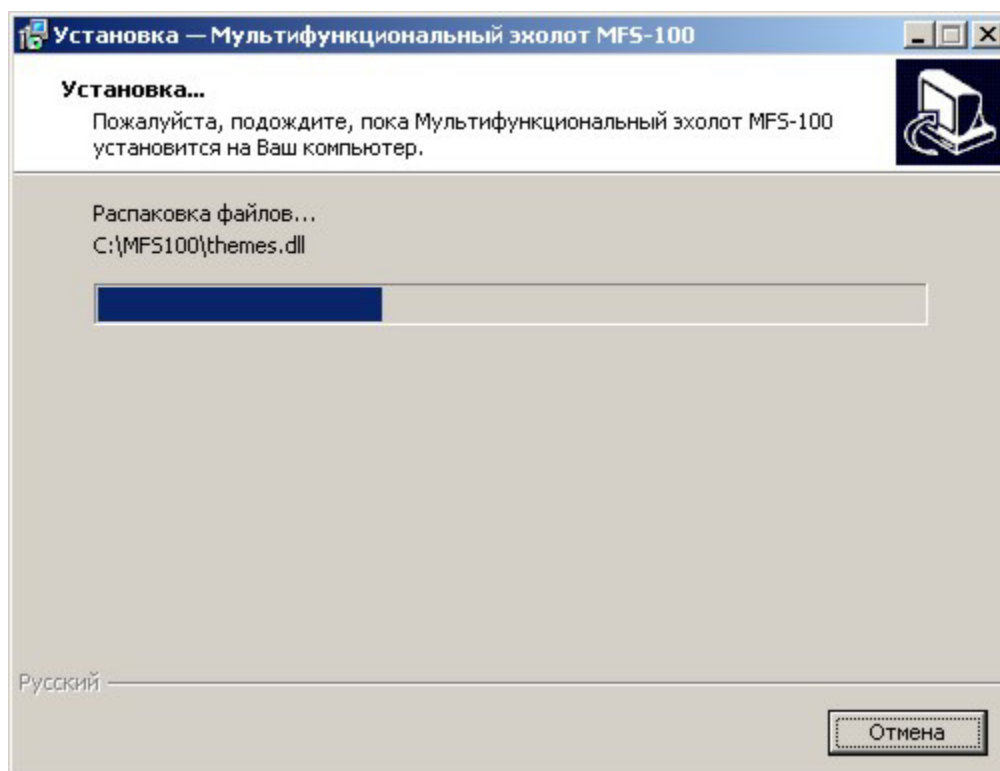 Установка — Мультифункциональный эхолот MFS-100
Установка...
Пожалуйста, подождите, пока Мультифункциональный эхолот MFS-100
установится на Ваш компьютер.
Распаковка файлов...
C:\MFS100\themes.dll
Русский
Отмена